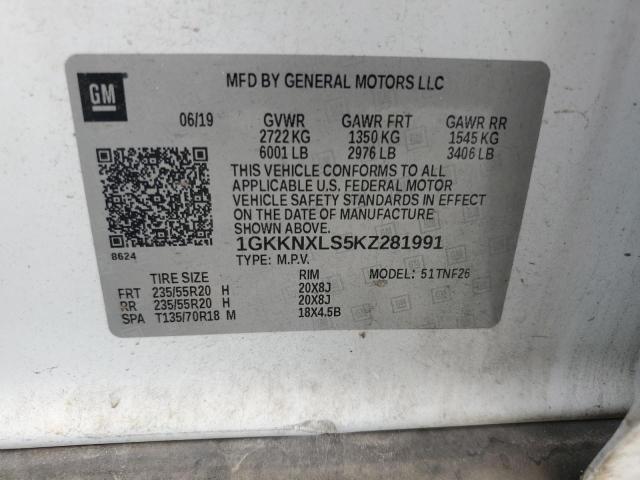 GM
MFD BY GENERAL MOTORS LLC
06/19 GVWR GAWR FRT GAWR RR
2722 KG 1350 KG 1545 KG
6001 LB 2976 LB 3406 LB
THIS VEHICLE CONFORMS TO ALL
APPLICABLE U.S. FEDERAL MOTOR
VEHICLE SAFETY STANDARDS IN EFFECT
ON THE DATE OF MANUFACTURE
SHOWN ABOVE.
1GKKNXLS5KZ281991
8624
TYPE: M.P.V. MODEL: 51TNF26
TIRE SIZE RIM
FRT 235/55R20 H 20X8J
RR 235/55R20 H 20X8J
SPA T135/70R18 M 18X4.5B